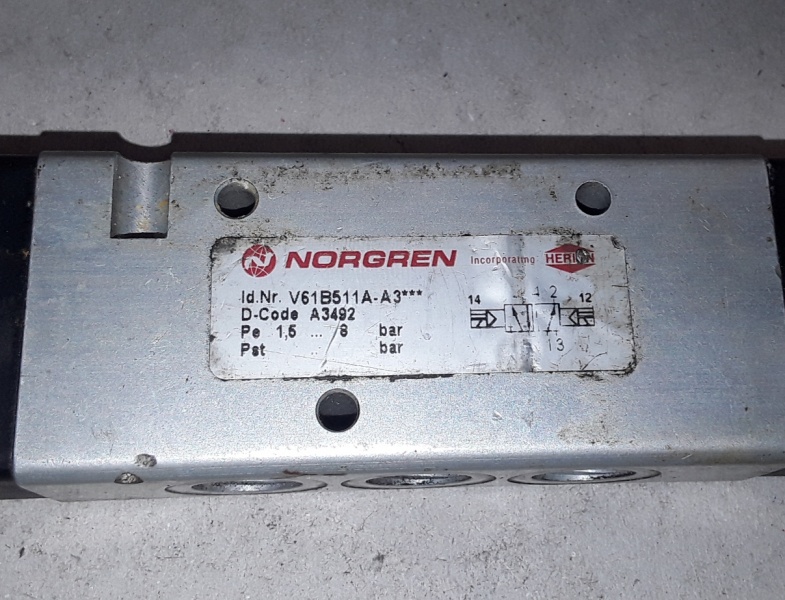 NORGREN Incorporating HERION
Id.Nr. V61B511A-A3***
D-Code A3492
Pe 1,5 ... 8 bar
Pst ... bar
14 4 2 12
1 3